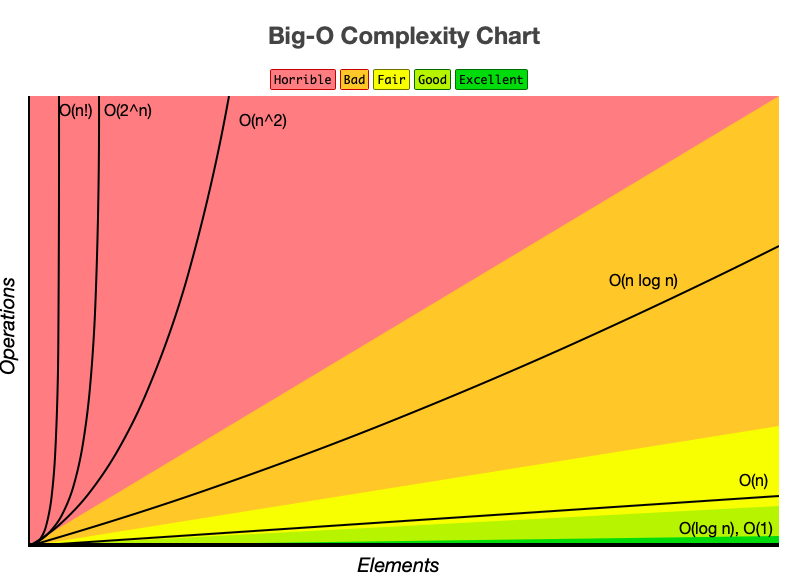 Big-O Complexity Chart
Horrible Bad Fair Good Excellent
O(n!) O(2^n)
O(n^2)
O(n log n)
O(n)
O(log n), O(1)
Operations
Elements